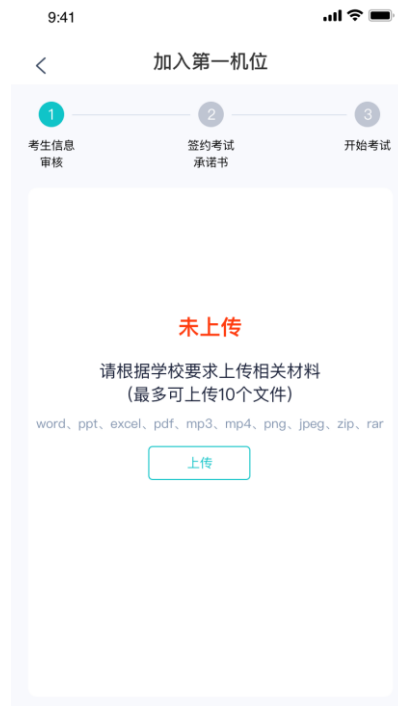 9:41
加入第一机位
1
2
3
考生信息
审核
签约考试
承诺书
开始考试
未上传
请根据学校要求上传相关材料
(最多可上传10个文件)
word、ppt、excel、pdf、mp3、mp4、png、jpeg、zip、rar
上传